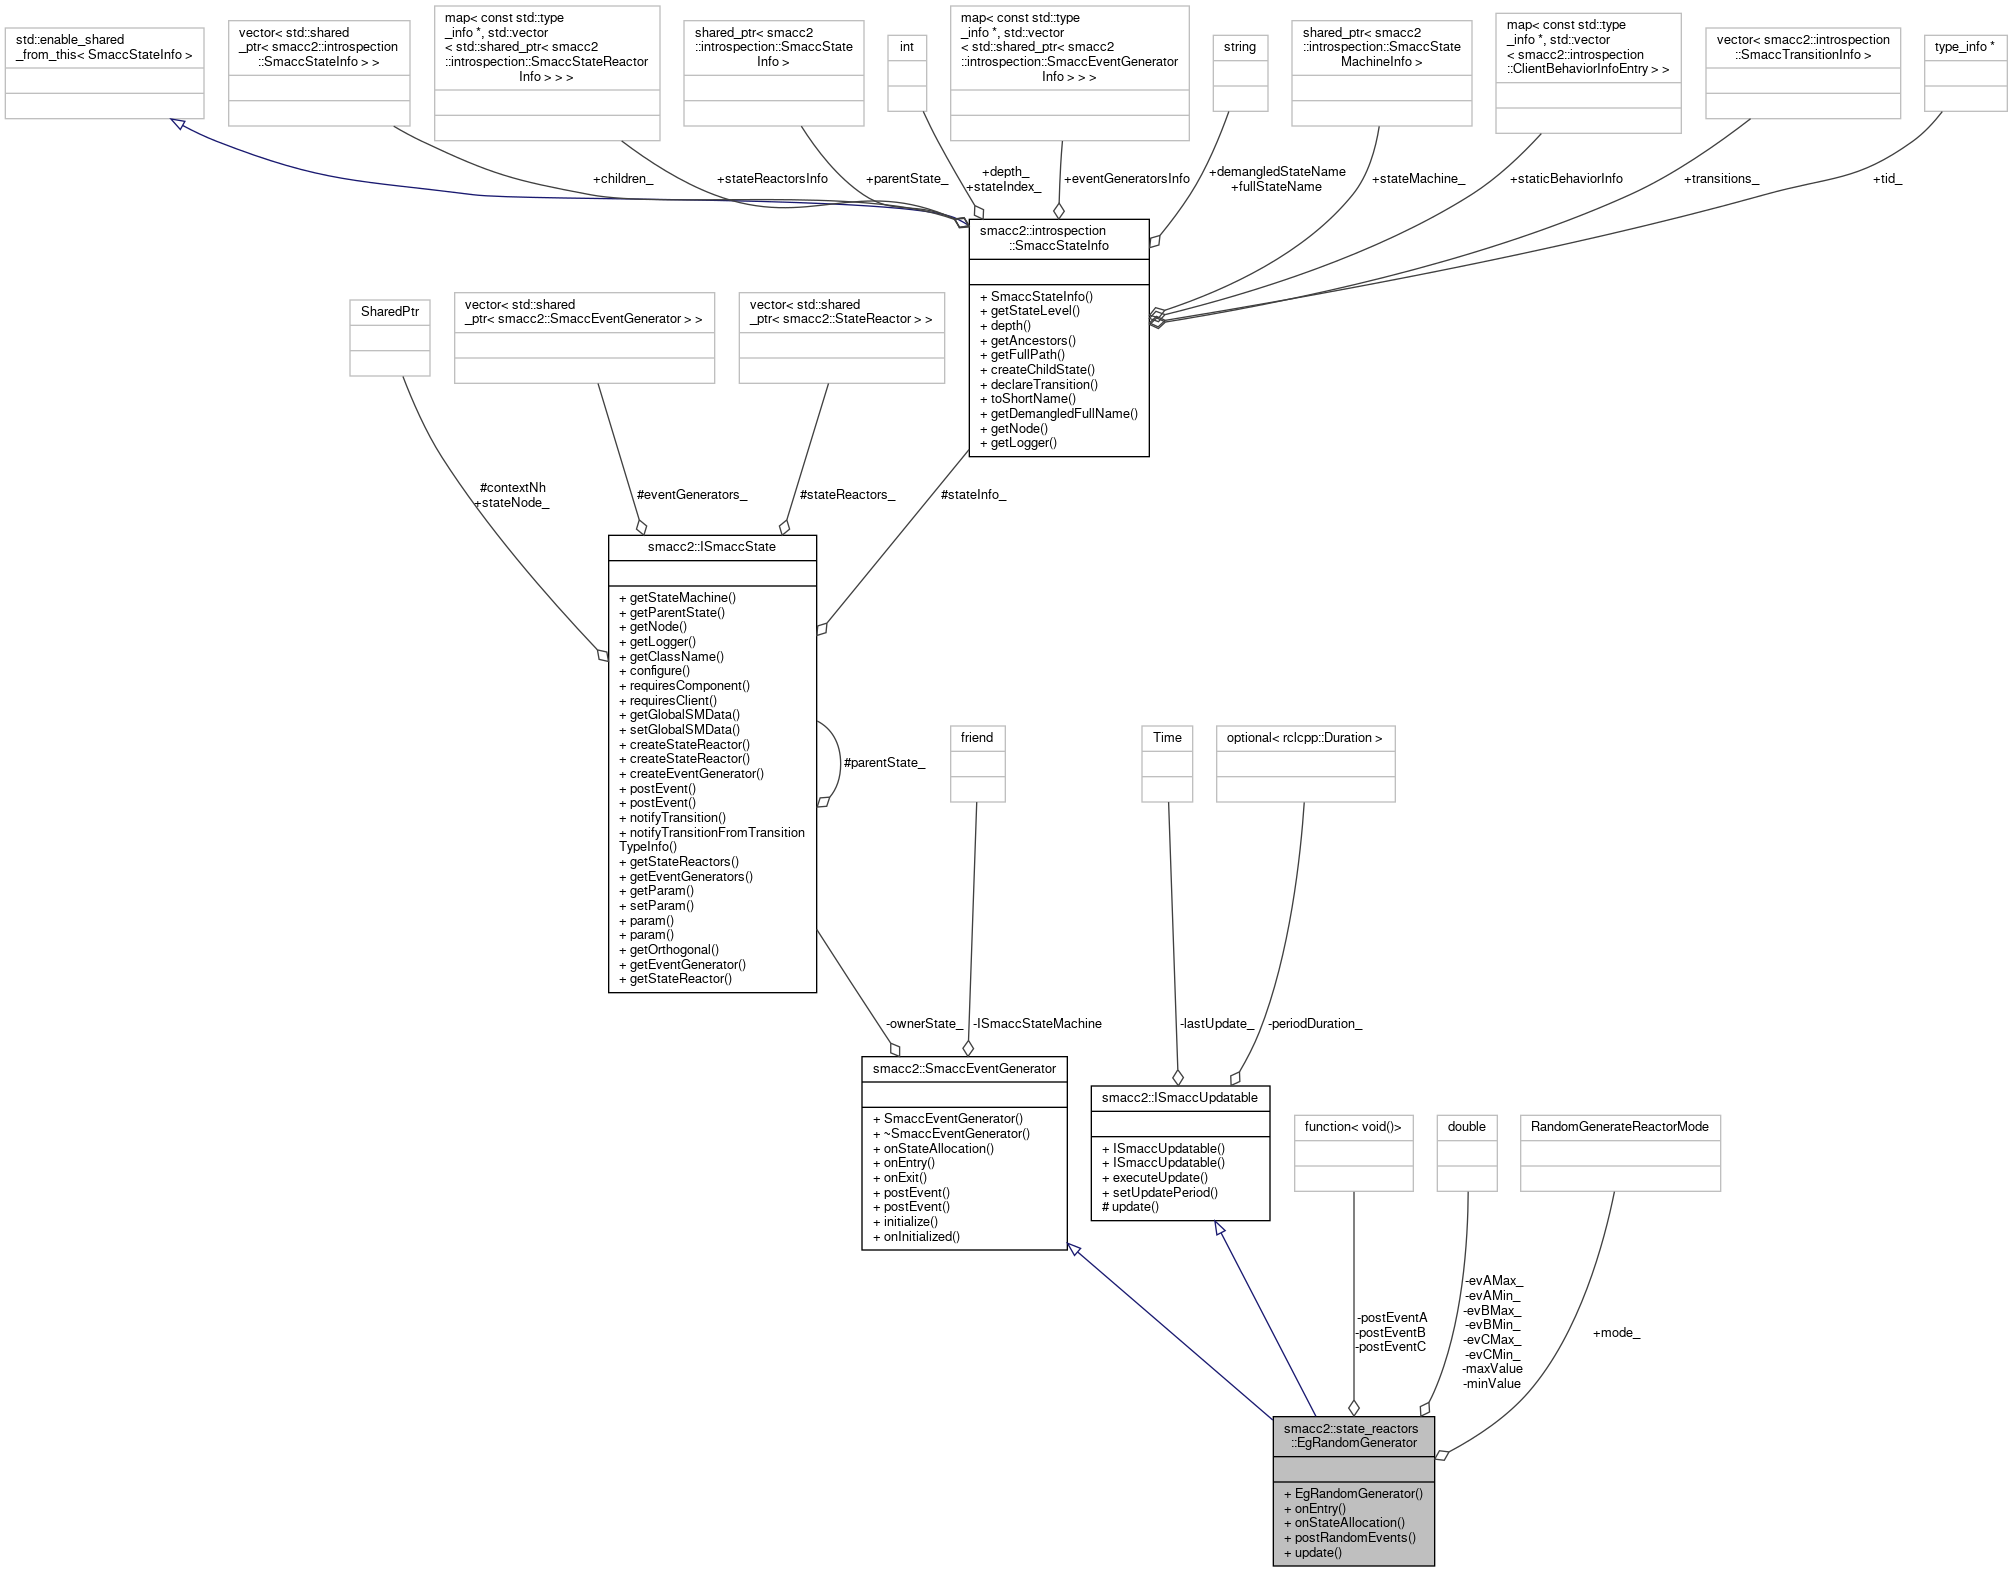 std::enable_shared
_from_this< SmaccStateInfo >
vector< std::shared
_ptr< smacc2::introspection
::SmaccStateInfo > >
map< const std::type
_info *, std::vector
< std::shared_ptr< smacc2
::introspection::SmaccStateReactor
Info > > >
shared_ptr< smacc2
::introspection::SmaccState
Info >
int
map< const std::type
_info *, std::vector
< std::shared_ptr< smacc2
::introspection::SmaccEventGenerator
Info > > >
string
shared_ptr< smacc2
::introspection::SmaccState
MachineInfo >
map< const std::type
_info *, std::vector
< smacc2::introspection
::ClientBehaviorInfoEntry > >
vector< smacc2::introspection
::SmaccTransitionInfo >
type_info *
+children_
+stateReactorsInfo
+parentState_
+depth_
+stateIndex_
+eventGeneratorsInfo
+demangledStateName
+fullStateName
+stateMachine_
+staticBehaviorInfo
+transitions_
+tid_
smacc2::introspection
::SmaccStateInfo
+ SmaccStateInfo()
+ getStateLevel()
+ depth()
+ getAncestors()
+ getFullPath()
+ createChildState()
+ declareTransition()
+ toShortName()
+ getDemangledFullName()
+ getNode()
+ getLogger()
SharedPtr
vector< std::shared
_ptr< smacc2::SmaccEventGenerator > >
vector< std::shared
_ptr< smacc2::StateReactor > >
#contextNh
+stateNode_
#eventGenerators_
#stateReactors_
#stateInfo_
smacc2::ISmaccState
+ getStateMachine()
+ getParentState()
+ getNode()
+ getLogger()
+ getClassName()
+ configure()
+ requiresComponent()
+ requiresClient()
+ getGlobalSMData()
+ setGlobalSMData()
+ createStateReactor()
+ createStateReactor()
+ createEventGenerator()
+ postEvent()
+ postEvent()
+ notifyTransition()
+ notifyTransitionFromTransition
TypeInfo()
+ getStateReactors()
+ getEventGenerators()
+ getParam()
+ setParam()
+ param()
+ param()
+ getOrthogonal()
+ getEventGenerator()
+ getStateReactor()
#parentState_
friend
Time
optional< rclcpp::Duration >
-ownerState_
-ISmaccStateMachine
-lastUpdate_
-periodDuration_
smacc2::SmaccEventGenerator
+ SmaccEventGenerator()
+ ~SmaccEventGenerator()
+ onStateAllocation()
+ onEntry()
+ onExit()
+ postEvent()
+ postEvent()
+ initialize()
+ onInitialized()
smacc2::ISmaccUpdatable
+ ISmaccUpdatable()
+ ISmaccUpdatable()
+ executeUpdate()
+ setUpdatePeriod()
# update()
function< void()>
double
RandomGenerateReactorMode
-postEventA
-postEventB
-postEventC
-evAMax_
-evAMin_
-evBMax_
-evBMin_
-evCMax_
-evCMin_
-maxValue
-minValue
+mode_
smacc2::state_reactors
::EgRandomGenerator
+ EgRandomGenerator()
+ onEntry()
+ onStateAllocation()
+ postRandomEvents()
+ update()